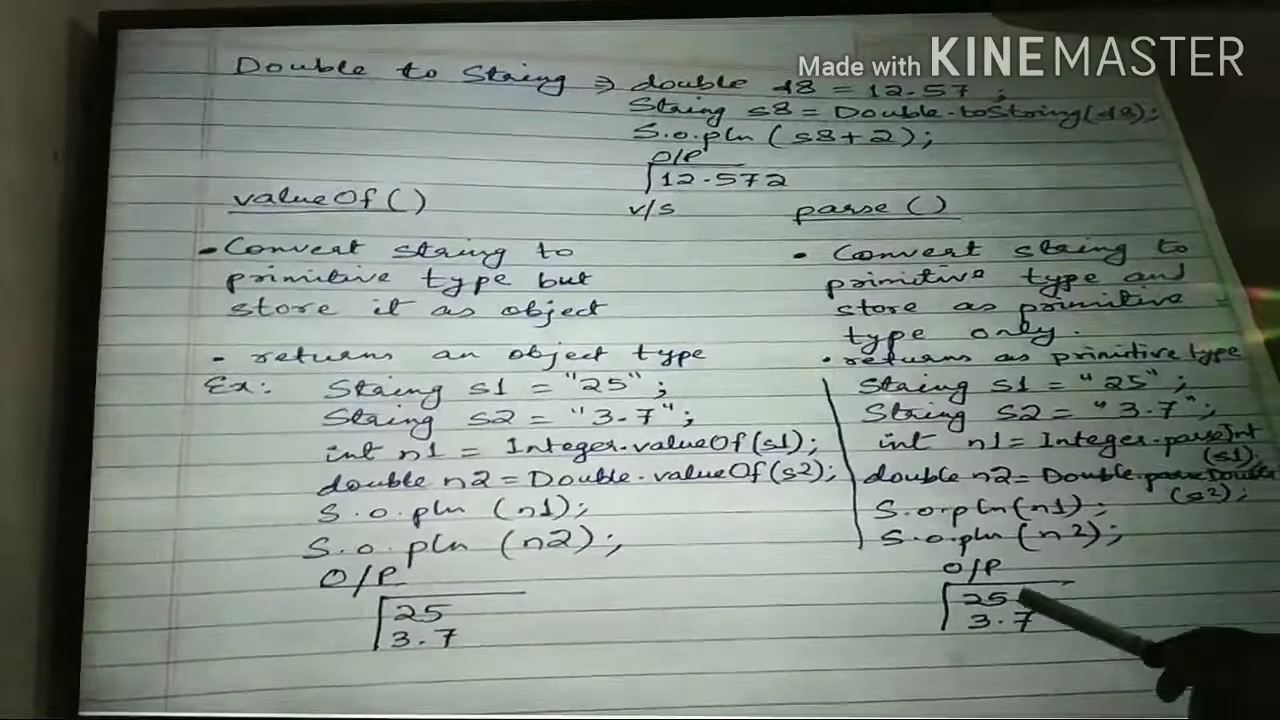 Made with KINEMASTER
Double to String ⇒ double d8 = 12.57 ;
String s8 = Double.toString(d8);
S.o.pln (s8+2);
O/P
12.572
valueOf() v/s parse()
• Convert string to
primitive type but
store it as object
• returns an object type
Ex: String s1 = "25" ;
String s2 = "3.7" ;
int n1 = Integer.valueOf(s1);
double n2 = Double.valueOf(s2);
S.o.pln (n1);
S.o.pln (n2);
O/P
25
3.7
• Convert string to
primitive type and
store as primitive
type only.
• returns as primitive type
String s1 = "25" ;
String s2 = "3.7" ;
int n1 = Integer.parseInt
(s1);
double n2 = Double.parseDouble
(s2);
S.o.pln(n1);
S.o.pln(n2);
O/P
25
3.7